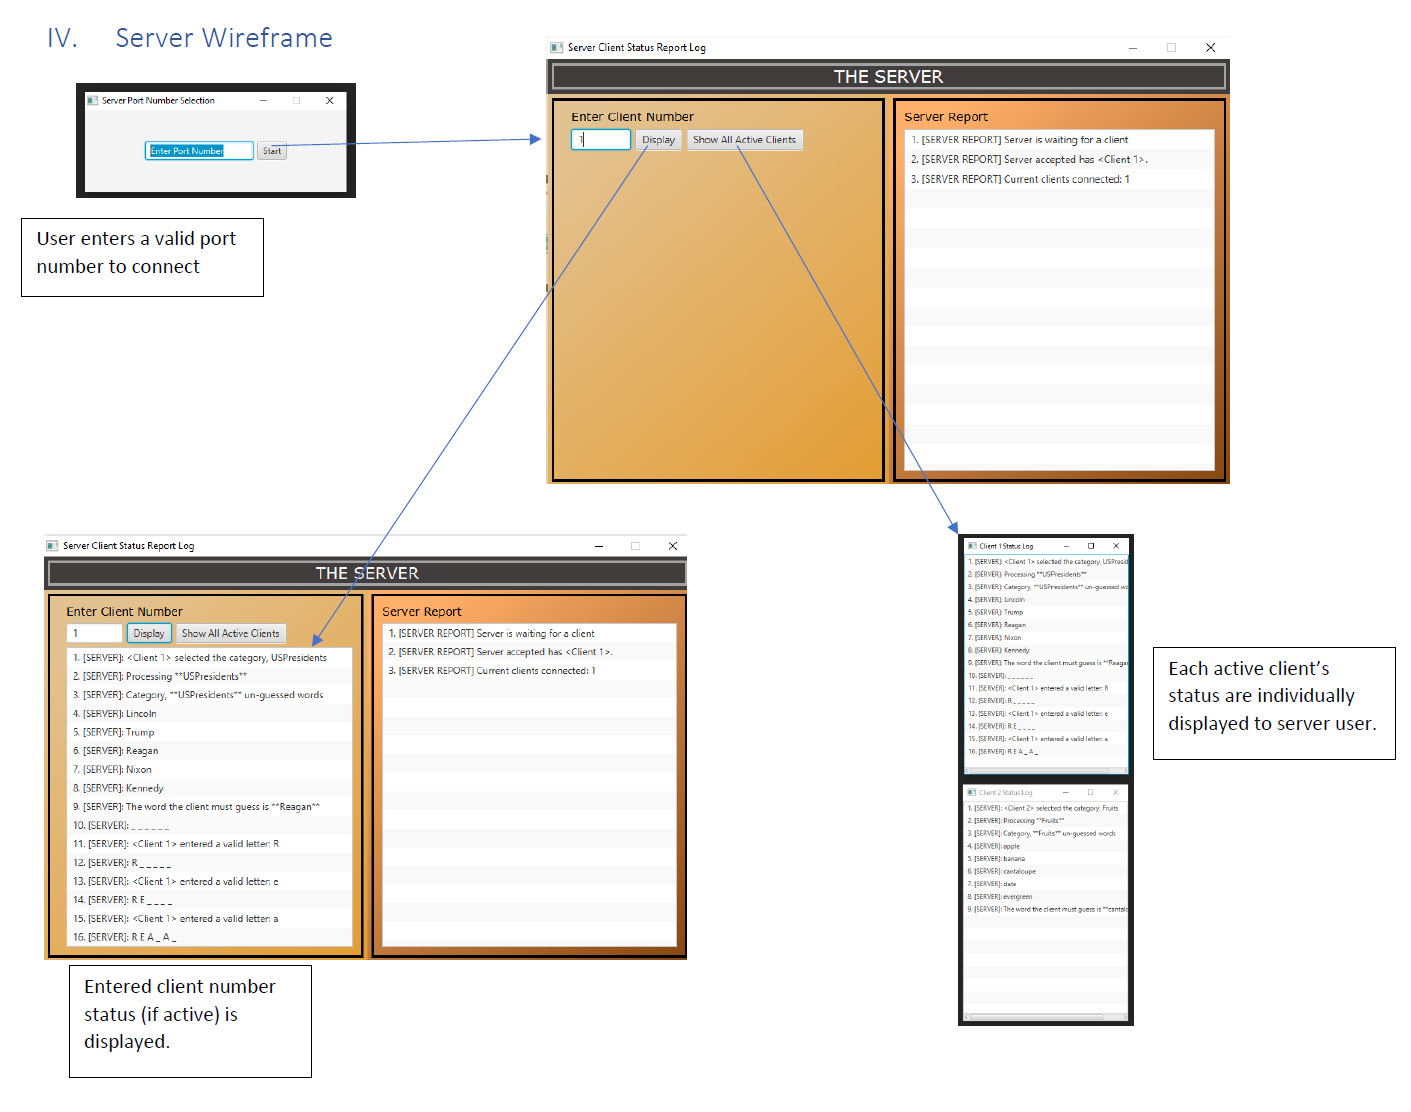 IV. Server Wireframe
Server Port Number Selection
Enter Port Number
Start
User enters a valid port
number to connect
Server Client Status Report Log
THE SERVER
Enter Client Number
1
Display
Show All Active Clients
Server Report
1. [SERVER REPORT] Server is waiting for a client
2. [SERVER REPORT] Server accepted has <Client 1>.
3. [SERVER REPORT] Current clients connected: 1
Server Client Status Report Log
THE SERVER
Enter Client Number
1
Display
Show All Active Clients
1. [SERVER]: <Client 1> selected the category, USPresidents
2. [SERVER]: Processing **USPresidents**
3. [SERVER]: Category, **USPresidents** un-guessed words
4. [SERVER]: Lincoln
5. [SERVER]: Trump
6. [SERVER]: Reagan
7. [SERVER]: Nixon
8. [SERVER]: Kennedy
9. [SERVER]: The word the client must guess is **Reagan**
10. [SERVER]: _ _ _ _ _ _
11. [SERVER]: <Client 1> entered a valid letter: R
12. [SERVER]: R _ _ _ _ _
13. [SERVER]: <Client 1> entered a valid letter: e
14. [SERVER]: R E _ _ _ _
15. [SERVER]: <Client 1> entered a valid letter: a
16. [SERVER]: R E A _ A _
Server Report
1. [SERVER REPORT] Server is waiting for a client
2. [SERVER REPORT] Server accepted has <Client 1>.
3. [SERVER REPORT] Current clients connected: 1
Entered client number
status (if active) is
displayed.
Client 1 Status Log
1. [SERVER]: <Client 1> selected the category, USPresid
2. [SERVER]: Processing **USPresidents**
3. [SERVER]: Category, **USPresidents** un-guessed wo
4. [SERVER]: Lincoln
5. [SERVER]: Trump
6. [SERVER]: Reagan
7. [SERVER]: Nixon
8. [SERVER]: Kennedy
9. [SERVER]: The word the client must guess is **Reagan
10. [SERVER]: _ _ _ _ _ _
11. [SERVER]: <Client 1> entered a valid letter: R
12. [SERVER]: R _ _ _ _ _
13. [SERVER]: <Client 1> entered a valid letter: e
14. [SERVER]: R E _ _ _ _
15. [SERVER]: <Client 1> entered a valid letter: a
16. [SERVER]: R E A _ A _
Client 2 Status Log
1. [SERVER]: <Client 2> selected the category, Fruits
2. [SERVER]: Processing **Fruits**
3. [SERVER]: Category, **Fruits** un-guessed words
4. [SERVER]: apple
5. [SERVER]: banana
6. [SERVER]: cantaloupe
7. [SERVER]: date
8. [SERVER]: evergreen
9. [SERVER]: The word the client must guess is **cantalo
Each active client's
status are individually
displayed to server user.